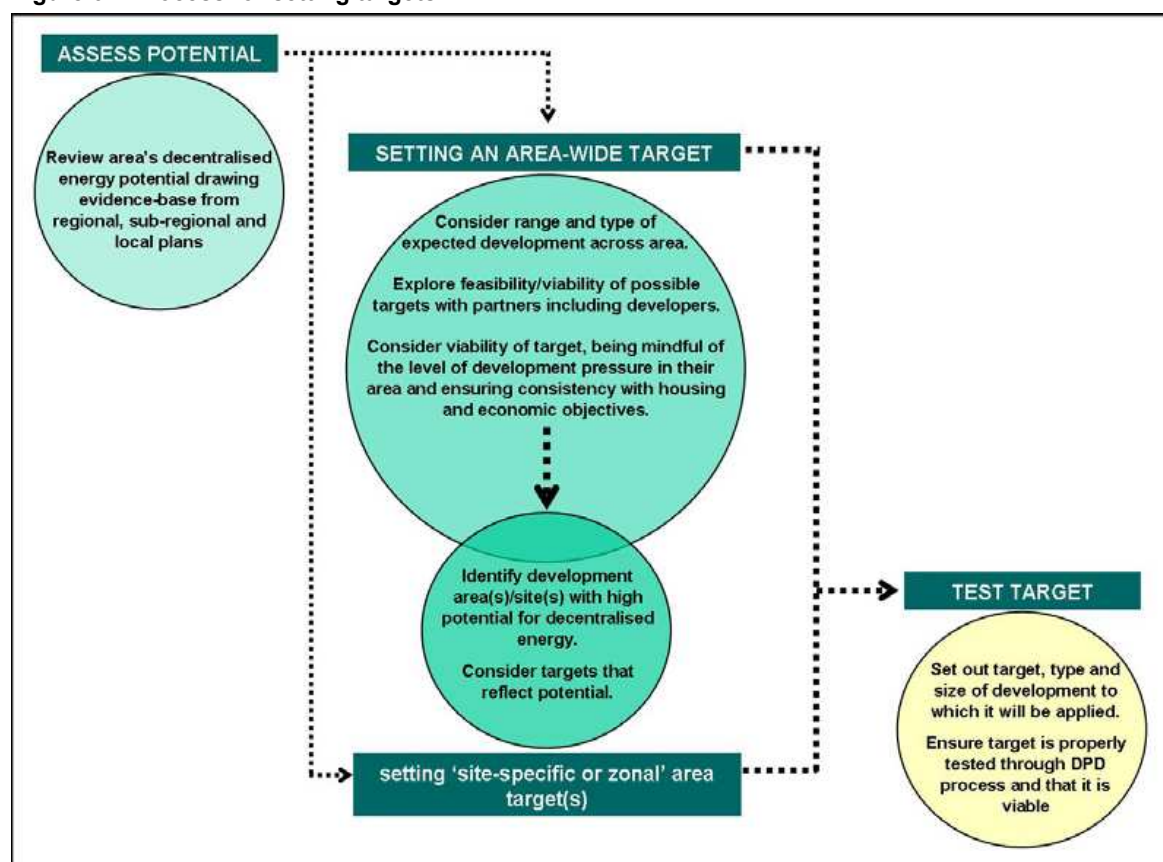 ASSESS POTENTIAL
Review area's decentralised
energy potential drawing
evidence-base from
regional, sub-regional and
local plans
SETTING AN AREA-WIDE TARGET
Consider range and type of
expected development across area.
Explore feasibility/viability of possible
targets with partners including developers.
Consider viability of target, being mindful of
the level of development pressure in their
area and ensuring consistency with housing
and economic objectives.
Identify development
area(s)/site(s) with high
potential for decentralised
energy.
Consider targets that
reflect potential.
setting ‘site-specific or zonal’ area
target(s)
TEST TARGET
Set out target, type and
size of development to
which it will be applied.
Ensure target is properly
tested through DPD
process and that it is
viable